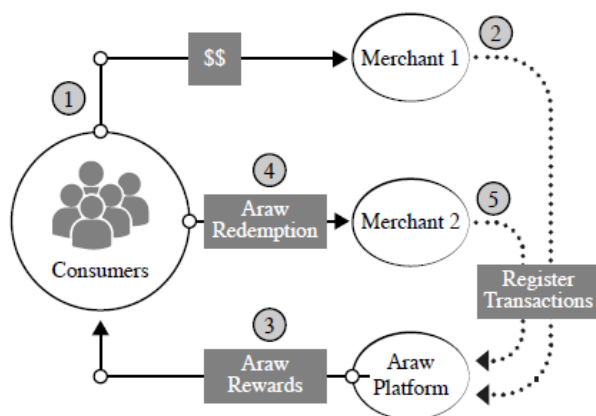 1
$$
Merchant 1
2
Consumers
4
Araw
Redemption
Merchant 2
5
Register
Transactions
3
Araw
Rewards
Araw
Platform